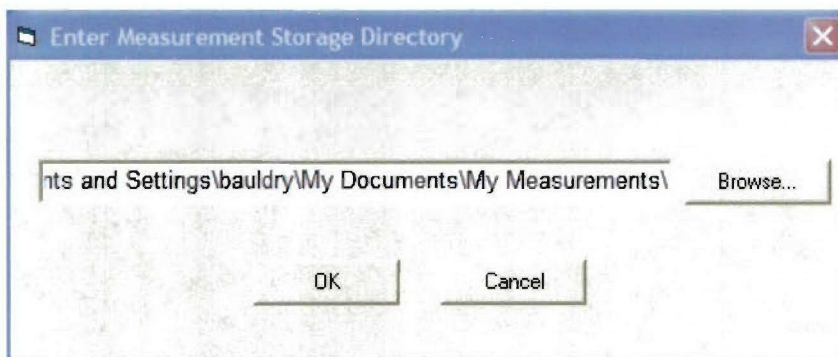 Enter Measurement Storage Directory
nts and Settings\bauldry\My Documents\My Measurements\ Browse...
OK Cancel